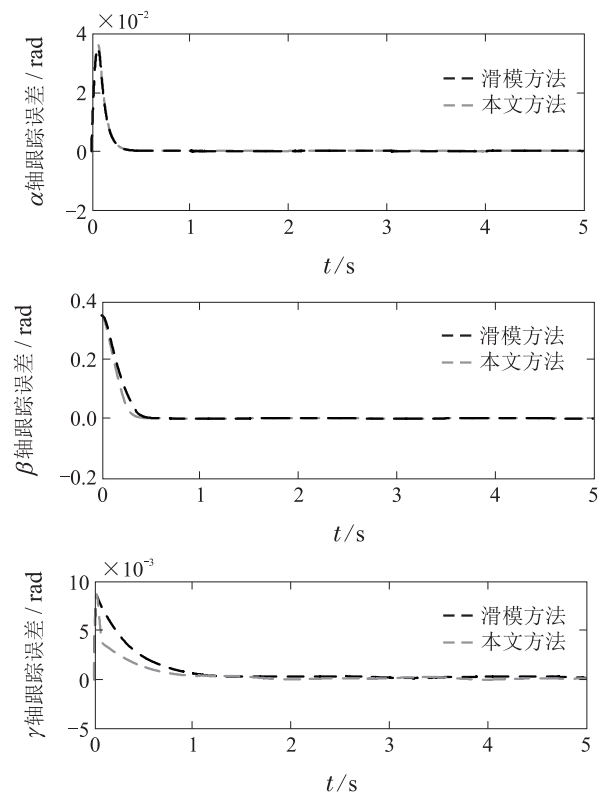 ×10⁻²
4
2
0
−2
α轴跟踪误差 / rad
滑模方法
本文方法
0 1 2 3 4 5
t/s
0.4
0.2
0.0
−0.2
β轴跟踪误差 / rad
滑模方法
本文方法
0 1 2 3 4 5
t/s
×10⁻³
10
5
0
−5
γ轴跟踪误差 / rad
滑模方法
本文方法
0 1 2 3 4 5
t/s